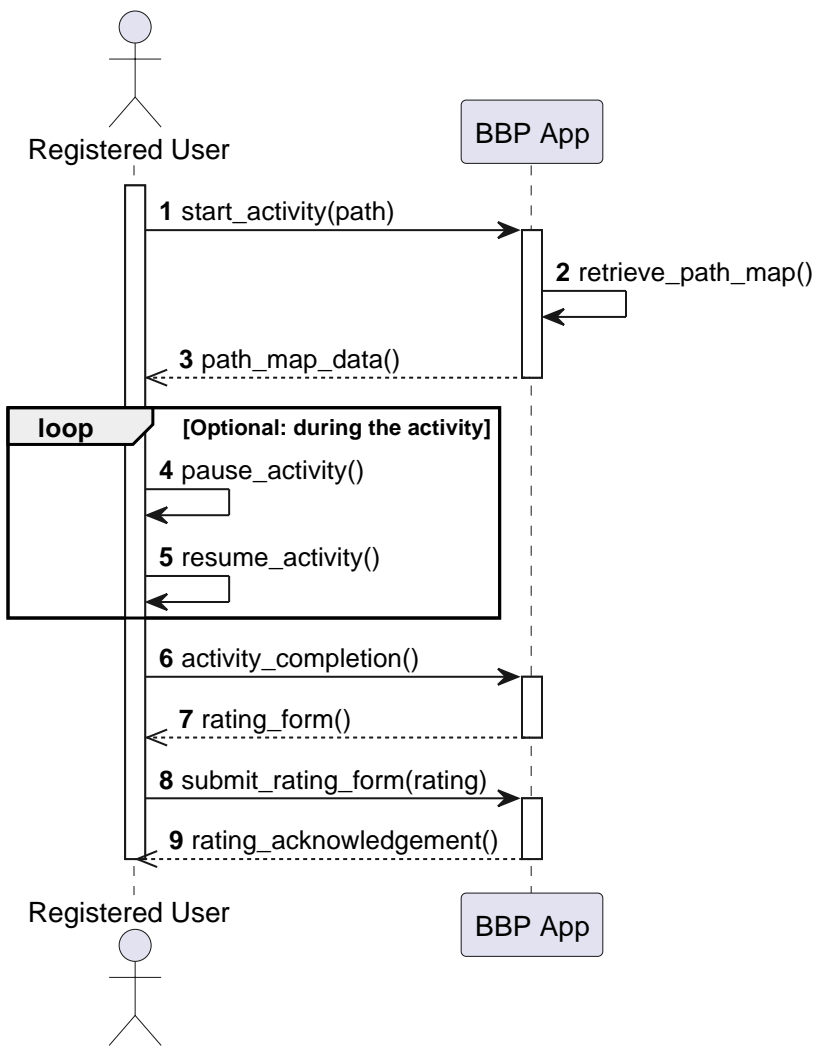 Registered User
BBP App
1 start_activity(path)
2 retrieve_path_map()
3 path_map_data()
loop [Optional: during the activity]
4 pause_activity()
5 resume_activity()
6 activity_completion()
7 rating_form()
8 submit_rating_form(rating)
9 rating_acknowledgement()
Registered User
BBP App